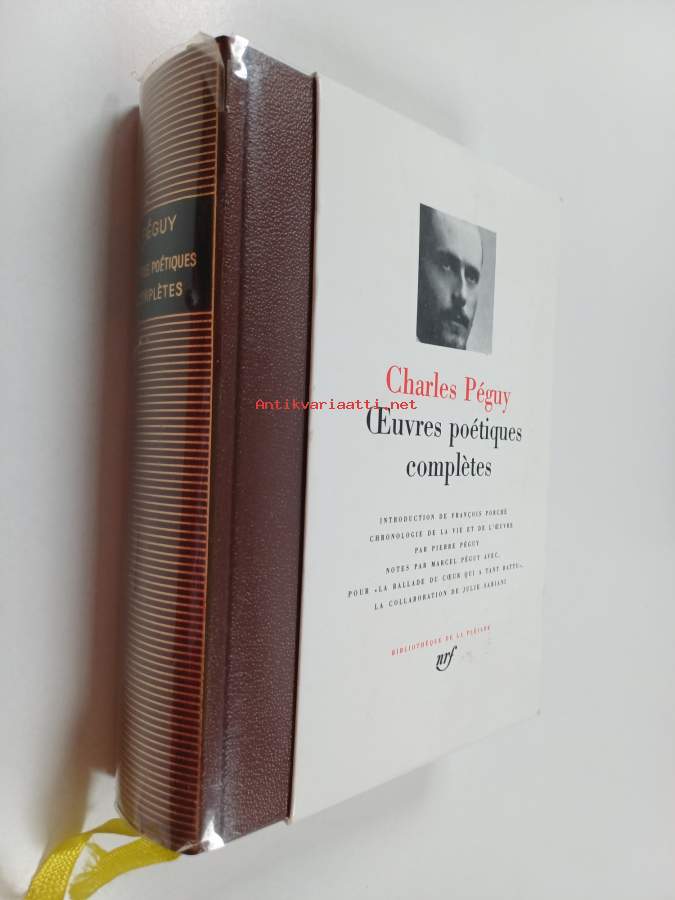 PÉGUY
POÉTIQUES
COMPLÈTES
Antikvariaatti.net
Charles Péguy
Œuvres poétiques
complètes
INTRODUCTION DE FRANÇOIS PORCHÉ
CHRONOLOGIE DE LA VIE ET DE L'ŒUVRE
PAR PIERRE PÉGUY
NOTES PAR MARCEL PÉGUY AVEC,
POUR «LA BALLADE DU CŒUR QUI A TANT BATTU»,
LA COLLABORATION DE JULIE SABIANI
BIBLIOTHÈQUE DE LA PLÉIADE
nrf